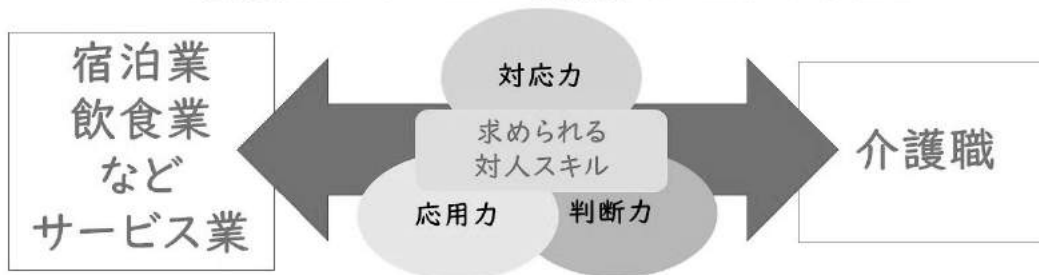 宿泊業
飲食業
など
サービス業
対応力
求められる
対人スキル
応用力
判断力
介護職